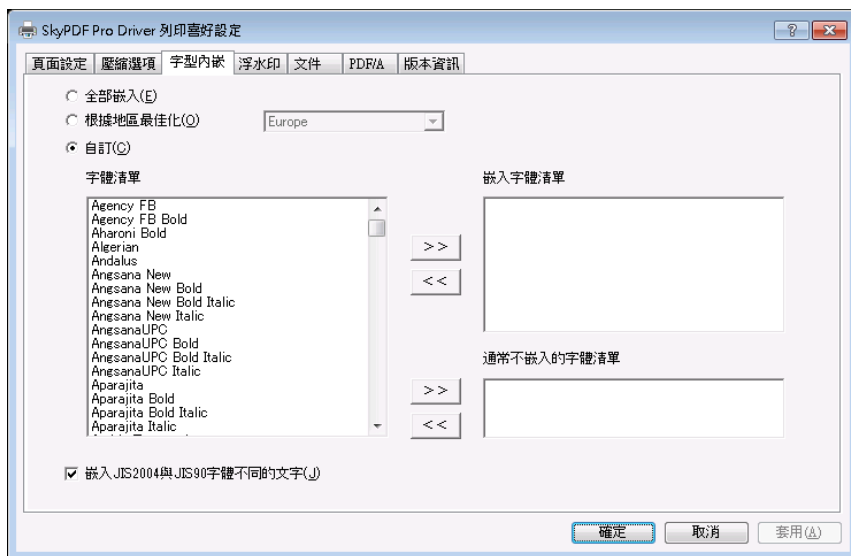 SkyPDF Pro Driver 列印喜好設定
頁面設定 壓縮選項 字型內嵌 浮水印 文件 PDF/A 版本資訊
全部嵌入(E)
根據地區最佳化(O) Europe
自訂(C)
字體清單 嵌入字體清單
Agency FB
Agency FB Bold
Aharoni Bold
Algerian
Andalus
Angsana New
Angsana New Bold
Angsana New Bold Italic
Angsana New Italic
AngsanaUPC
AngsanaUPC Bold
AngsanaUPC Bold Italic
AngsanaUPC Italic
Aparajita
Aparajita Bold
Aparajita Bold Italic
Aparajita Italic
>>
<<
通常不嵌入的字體清單
>>
<<
嵌入JIS2004與JIS90字體不同的文字(J)
確定 取消 套用(A)